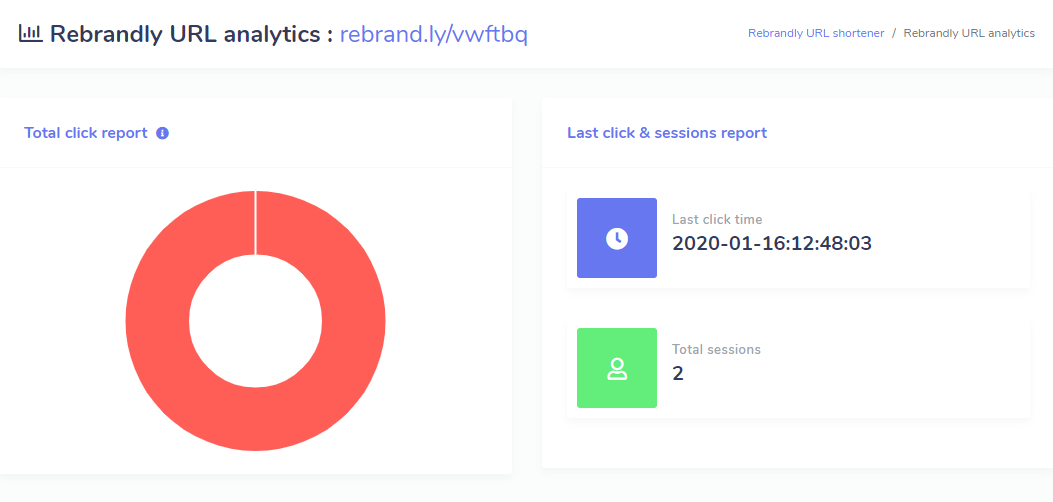 Rebrandly URL analytics : rebrand.ly/vwftbq
Rebrandly URL shortener / Rebrandly URL analytics
Total click report
Last click & sessions report
Last click time
2020-01-16:12:48:03
Total sessions
2